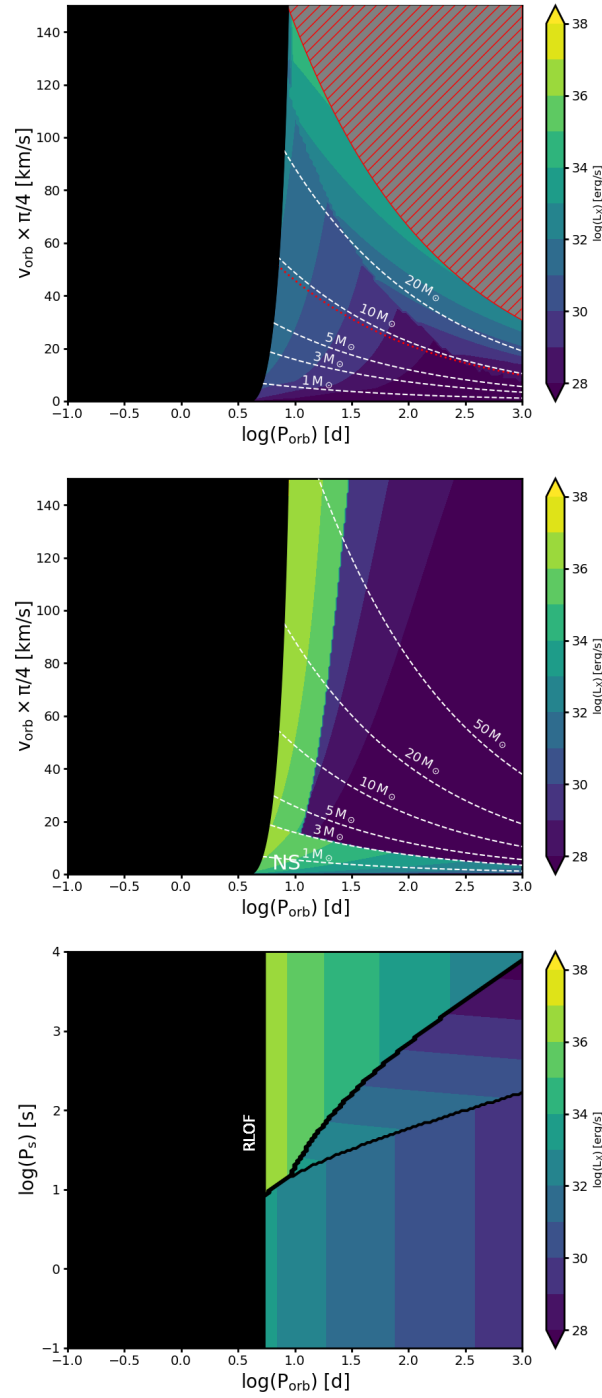 140
120
100
80
60
40
20
0
v_orb × π/4 [km/s]
20 M⊙
10 M⊙
5 M⊙
3 M⊙
1 M⊙
−1.0 −0.5 0.0 0.5 1.0 1.5 2.0 2.5 3.0
log(P_orb) [d]
38
36
34
32
30
28
log(L_X) [erg/s]
140
120
100
80
60
40
20
0
v_orb × π/4 [km/s]
50 M⊙
20 M⊙
10 M⊙
5 M⊙
3 M⊙
1 M⊙
NS
−1.0 −0.5 0.0 0.5 1.0 1.5 2.0 2.5 3.0
log(P_orb) [d]
38
36
34
32
30
28
log(L_X) [erg/s]
4
3
2
1
0
−1
log(P_s) [s]
RLOF
−1.0 −0.5 0.0 0.5 1.0 1.5 2.0 2.5 3.0
log(P_orb) [d]
38
36
34
32
30
28
log(L_X) [erg/s]